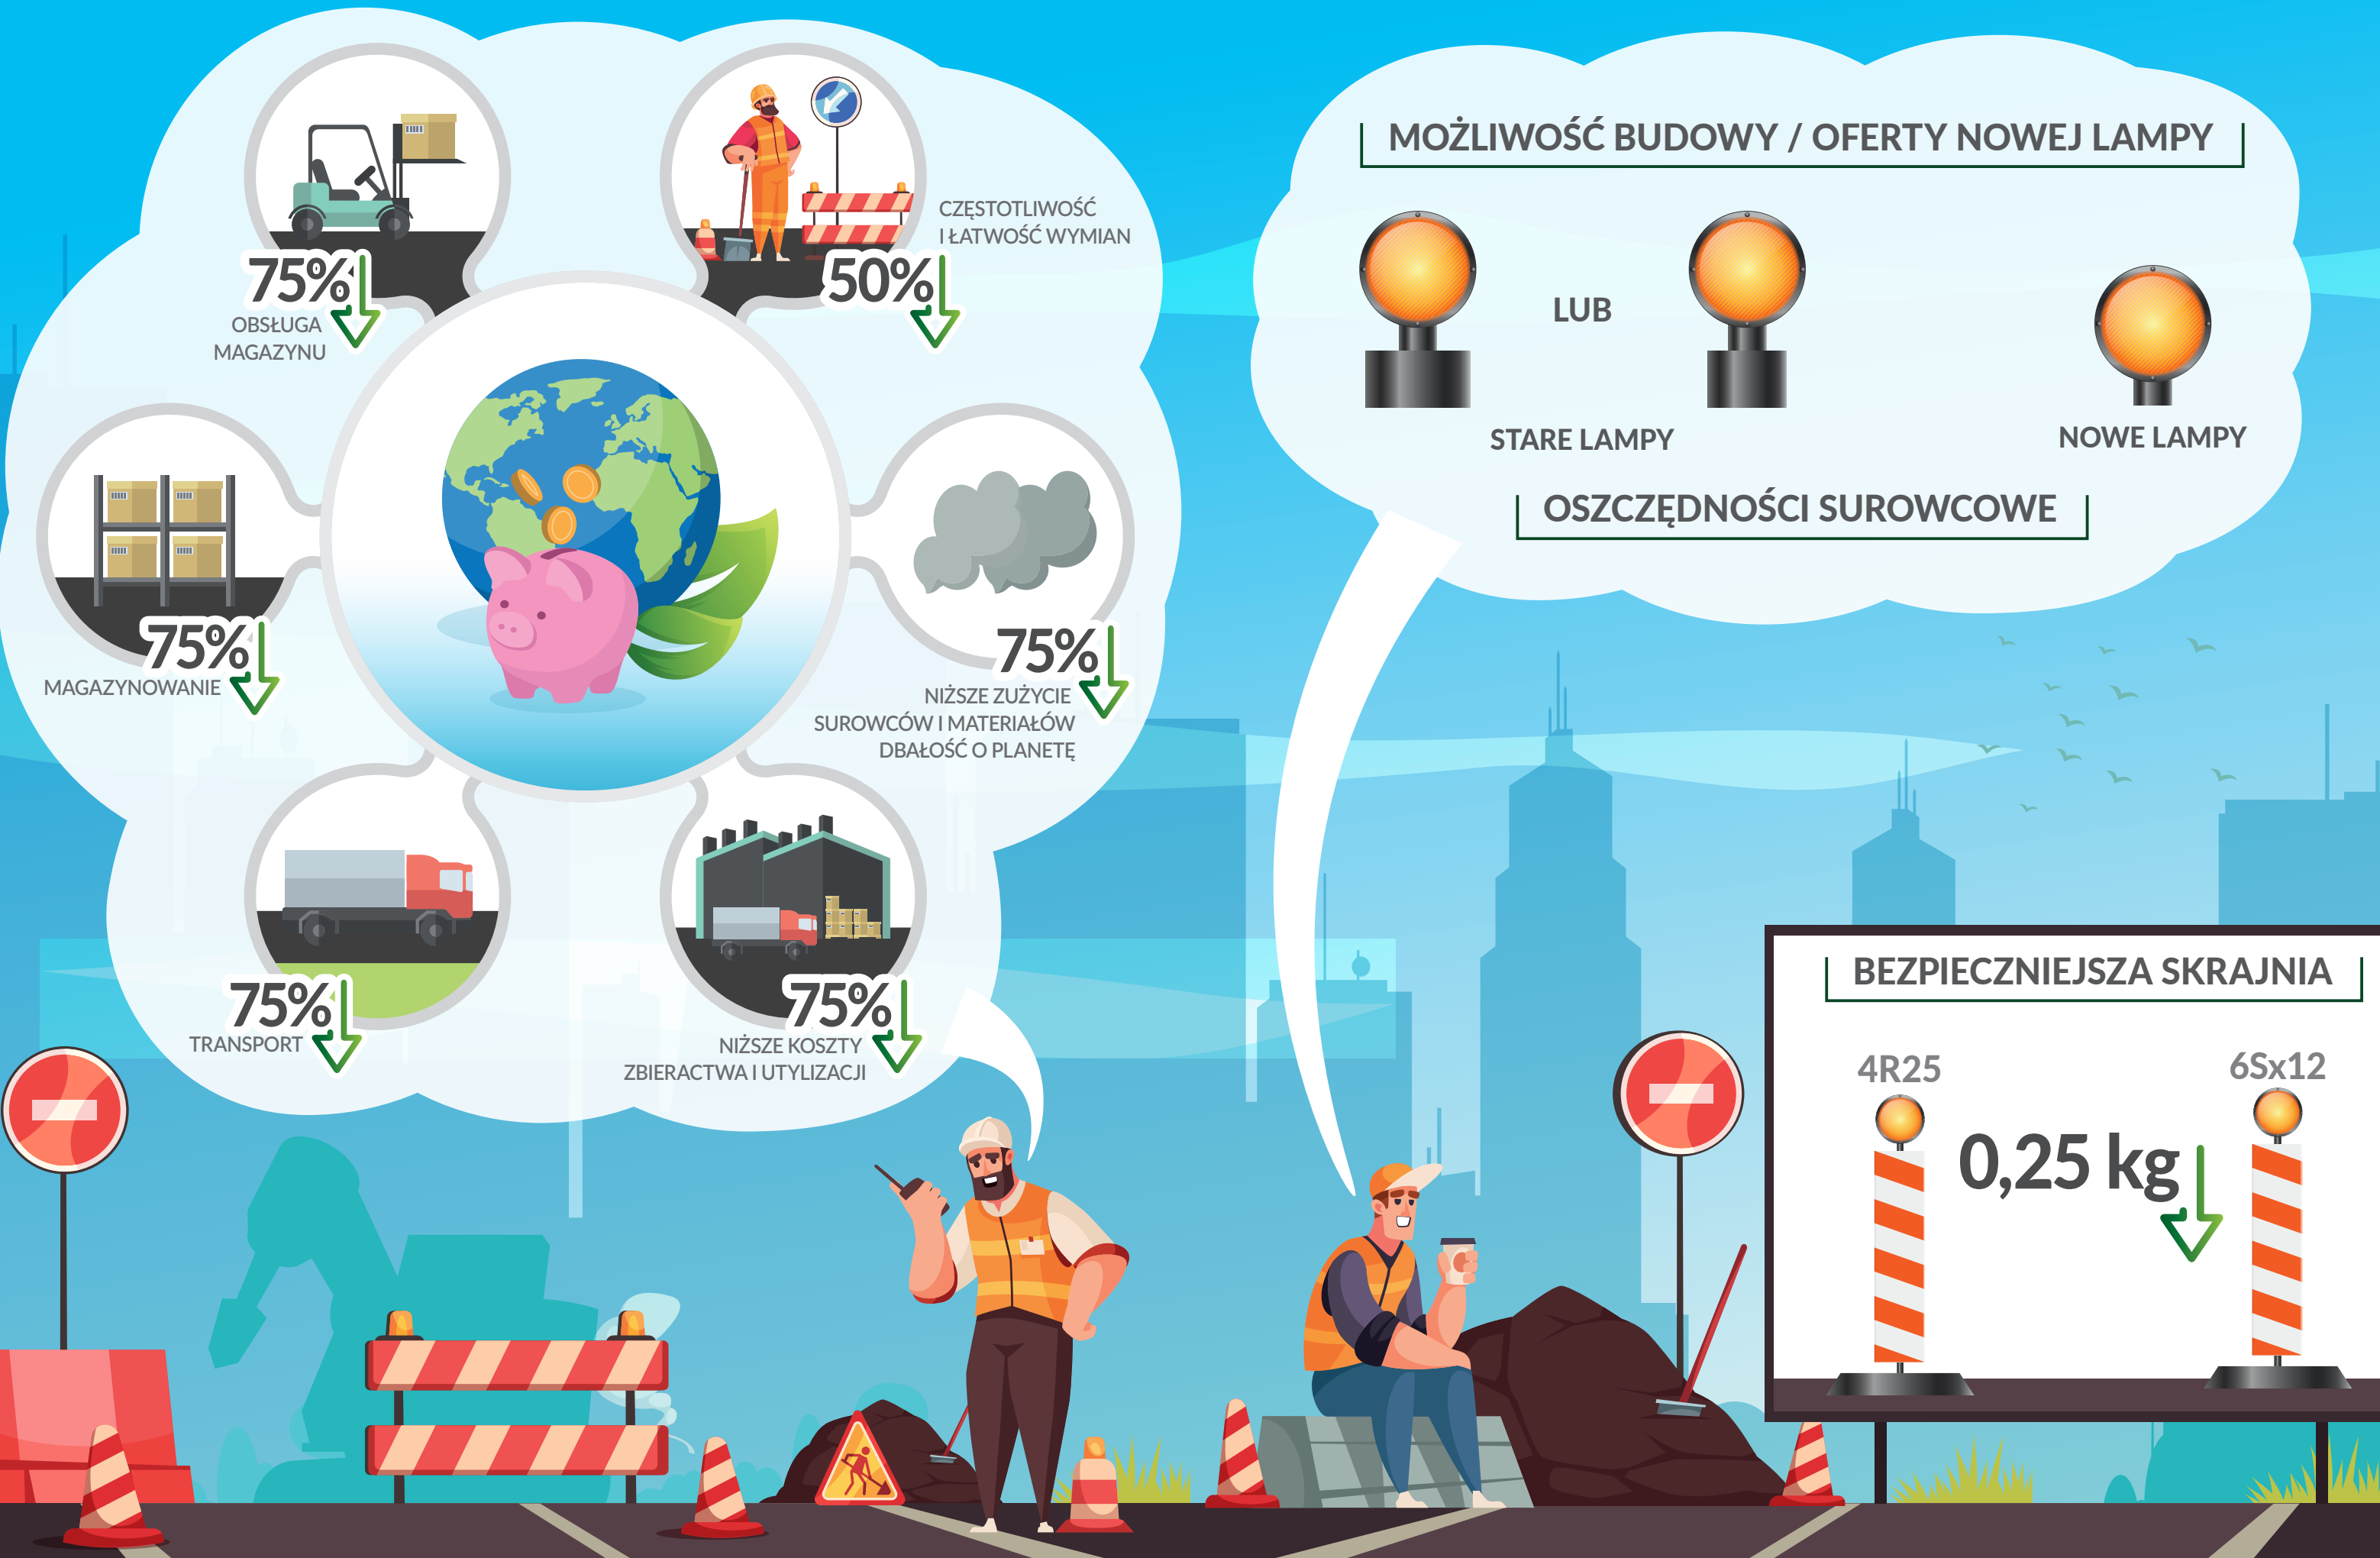 75%
OBSŁUGA
MAGAZYNU
CZĘSTOTLIWOŚĆ
I ŁATWOŚĆ WYMIAN
50%
75%
MAGAZYNOWANIE
75%
NIŻSZE ZUŻYCIE
SUROWCÓW I MATERIAŁÓW
DBAŁOŚĆ O PLANETĘ
75%
TRANSPORT
75%
NIŻSZE KOSZTY
ZBIERACTWA I UTYLIZACJI
MOŻLIWOŚĆ BUDOWY / OFERTY NOWEJ LAMPY
LUB
STARE LAMPY
NOWE LAMPY
OSZCZĘDNOŚCI SUROWCOWE
BEZPIECZNIEJSZA SKRAJNIA
4R25
6Sx12
0,25 kg